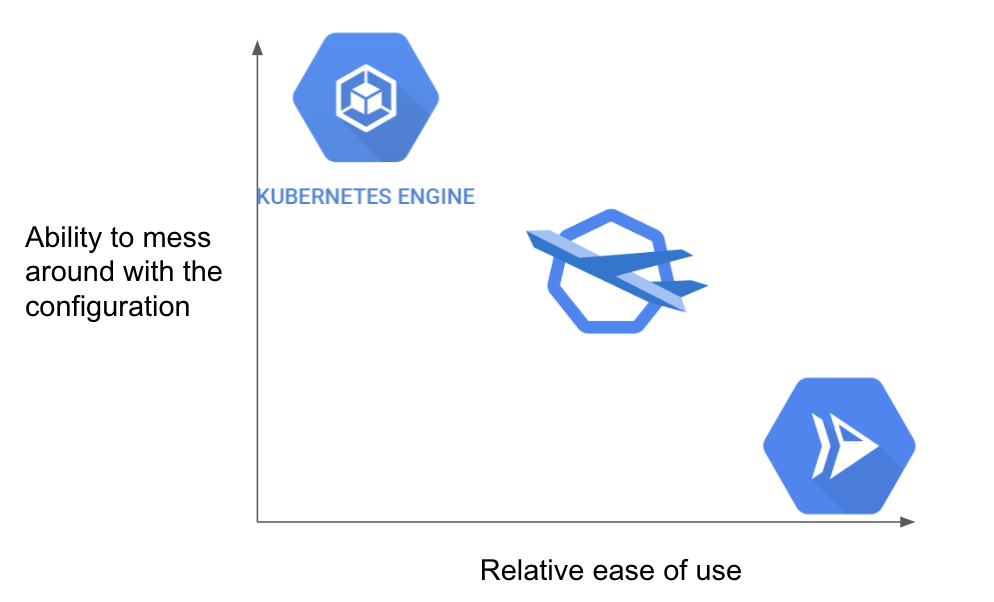 KUBERNETES ENGINE
Ability to mess
around with the
configuration
Relative ease of use